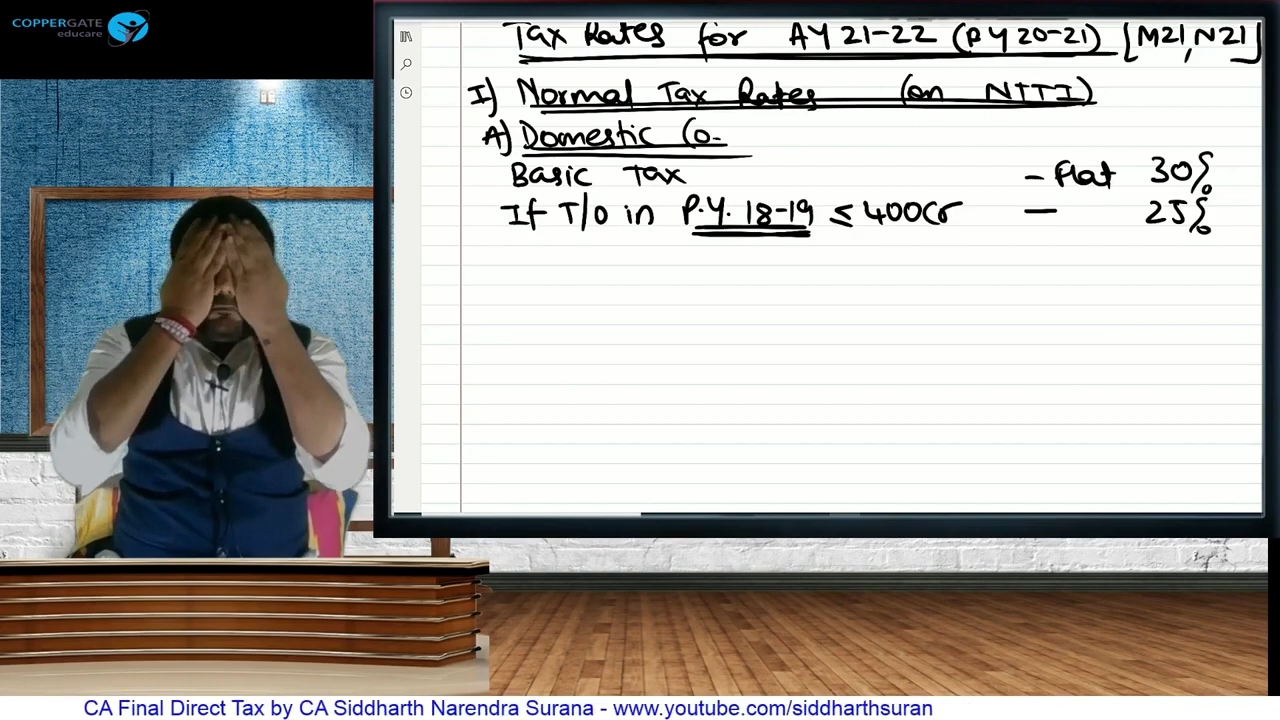 COPPERGATE
educare
Tax Rates for AY 21-22 (PY 20-21) [M21, N21]
I) Normal Tax Rates (on NTTI)
A) Domestic Co-
Basic Tax - Flat 30%
If T/O in P.Y. 18-19 ≤ 400Cr — 25%
CA Final Direct Tax by CA Siddharth Narendra Surana - www.youtube.com/siddharthsuran